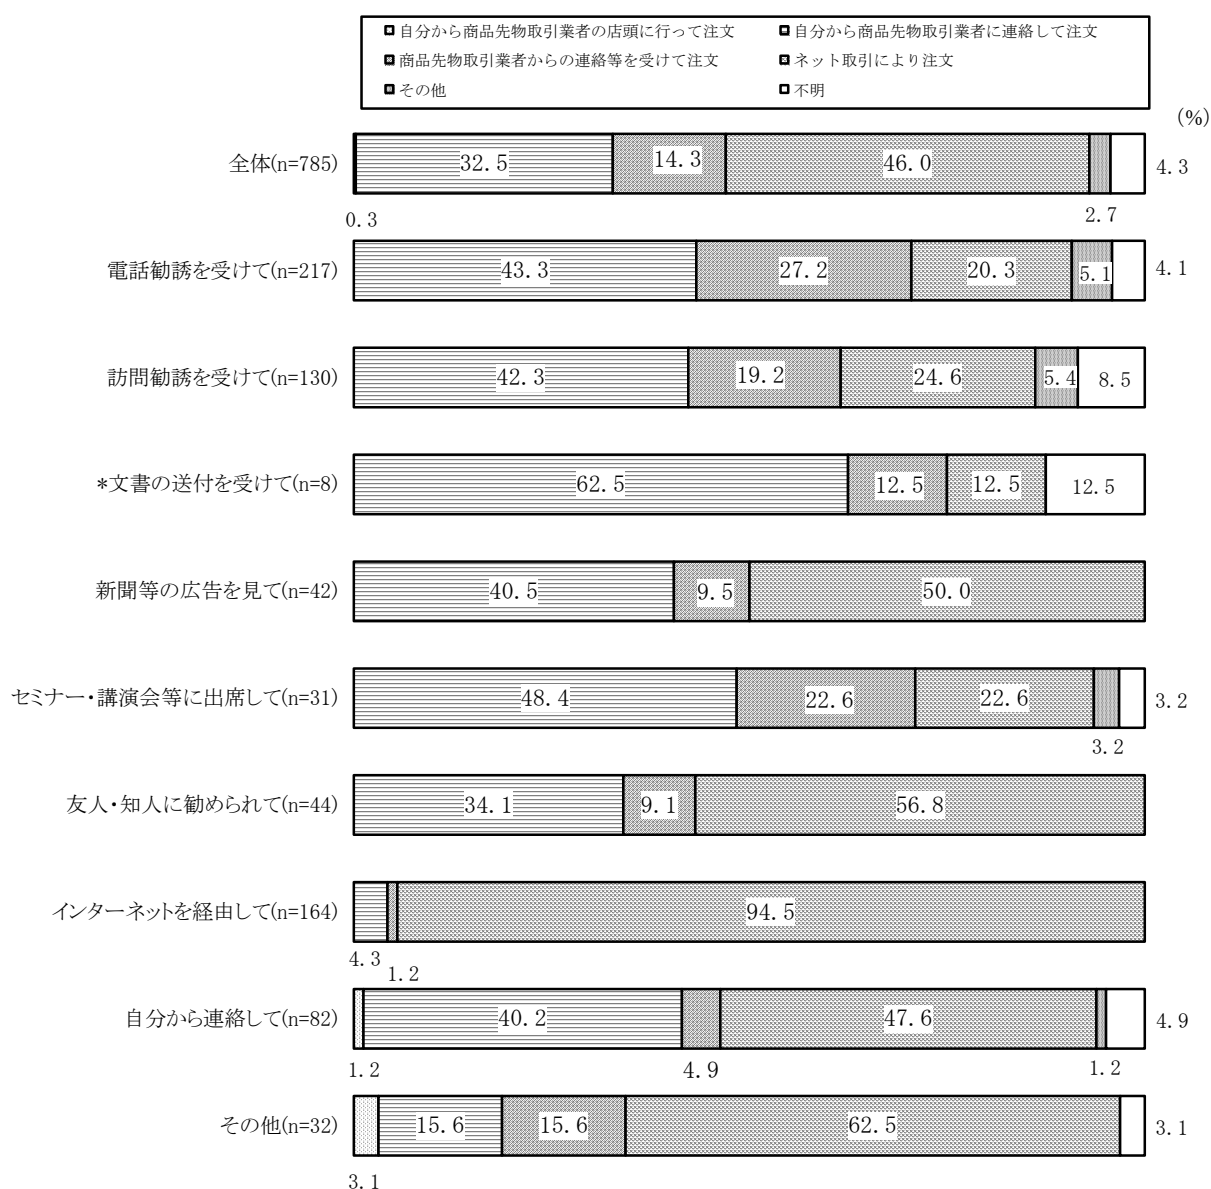 自分から商品先物取引業者の店頭に行って注文 自分から商品先物取引業者に連絡して注文
商品先物取引業者からの連絡等を受けて注文 ネット取引により注文
その他 不明
(%)
全体(n=785) 32.5 14.3 46.0 4.3
0.3 2.7
電話勧誘を受けて(n=217) 43.3 27.2 20.3 5.1 4.1
訪問勧誘を受けて(n=130) 42.3 19.2 24.6 5.4 8.5
*文書の送付を受けて(n=8) 62.5 12.5 12.5 12.5
新聞等の広告を見て(n=42) 40.5 9.5 50.0
セミナー・講演会等に出席して(n=31) 48.4 22.6 22.6 3.2
3.2
友人・知人に勧められて(n=44) 34.1 9.1 56.8
インターネットを経由して(n=164) 94.5
4.3 1.2
自分から連絡して(n=82) 40.2 47.6 4.9
1.2 4.9 1.2
その他(n=32) 15.6 15.6 62.5 3.1
3.1